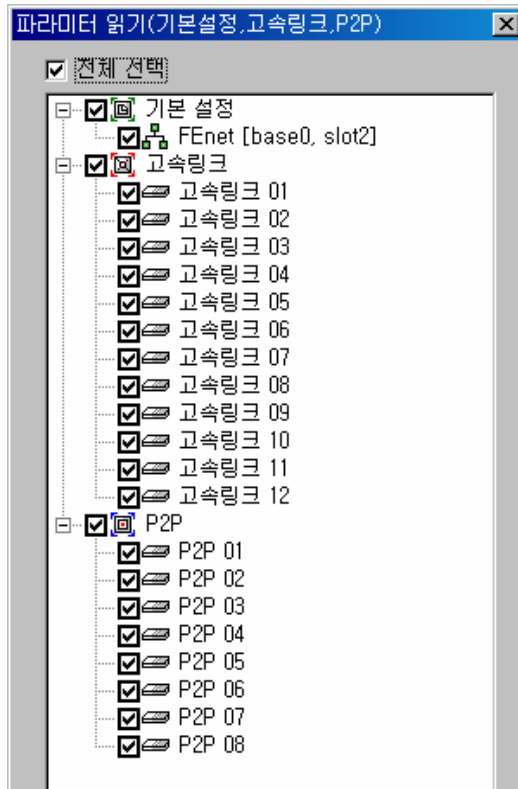 파라미터 읽기(기본설정,고속링크,P2P)
전체 선택
기본 설정
FEnet [base0, slot2]
고속링크
고속링크 01
고속링크 02
고속링크 03
고속링크 04
고속링크 05
고속링크 06
고속링크 07
고속링크 08
고속링크 09
고속링크 10
고속링크 11
고속링크 12
P2P
P2P 01
P2P 02
P2P 03
P2P 04
P2P 05
P2P 06
P2P 07
P2P 08